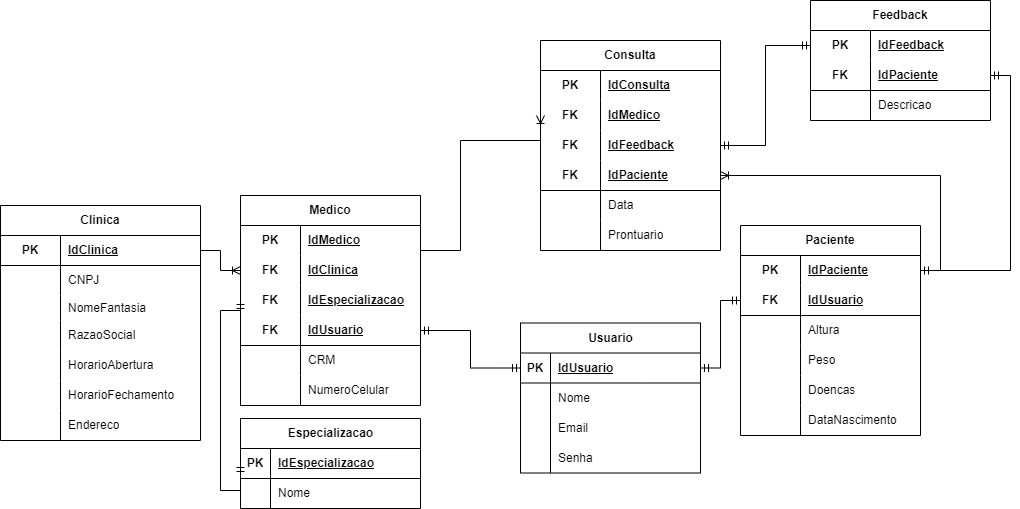 Feedback
PK IdFeedback
FK IdPaciente
Descricao
Consulta
PK IdConsulta
FK IdMedico
FK IdFeedback
FK IdPaciente
Data
Prontuario
Medico
PK IdMedico
FK IdClinica
FK IdEspecializacao
FK IdUsuario
CRM
NumeroCelular
Clinica
PK IdClinica
CNPJ
NomeFantasia
RazaoSocial
HorarioAbertura
HorarioFechamento
Endereco
Paciente
PK IdPaciente
FK IdUsuario
Altura
Peso
Doencas
DataNascimento
Usuario
PK IdUsuario
Nome
Email
Senha
Especializacao
PK IdEspecializacao
Nome